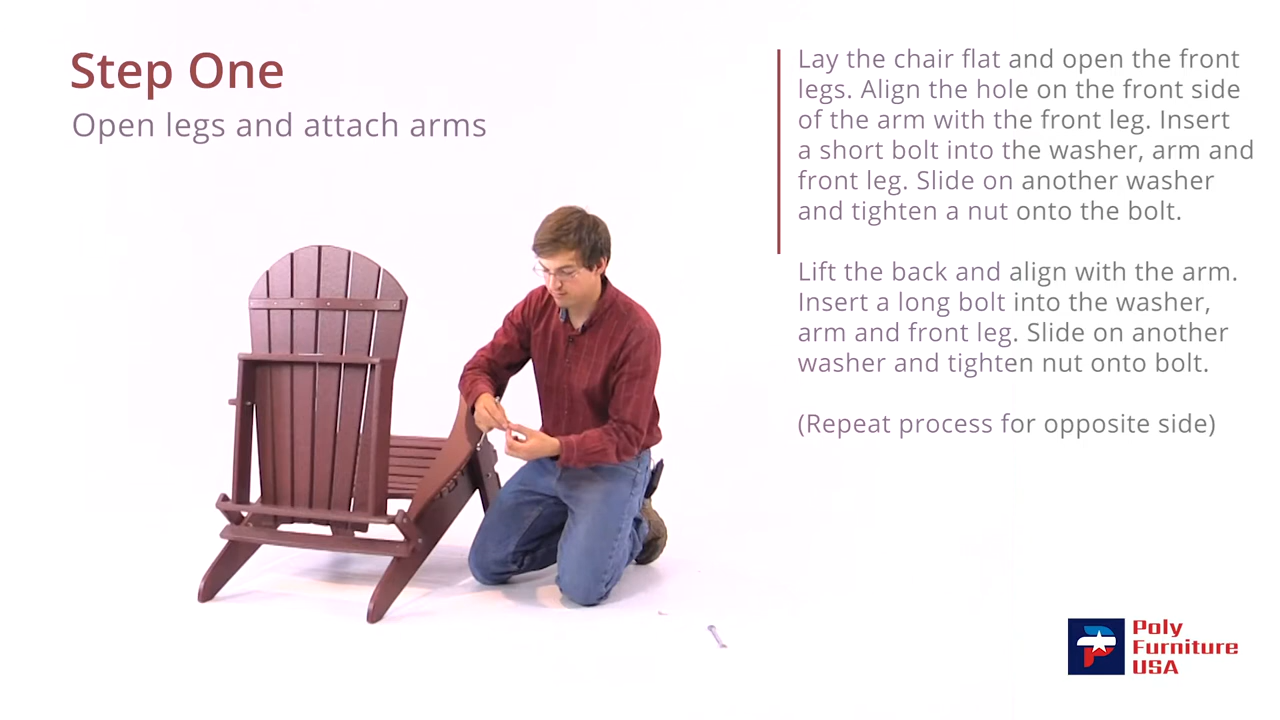 Step One
Open legs and attach arms
Lay the chair flat and open the front
legs. Align the hole on the front side
of the arm with the front leg. Insert
a short bolt into the washer, arm and
front leg. Slide on another washer
and tighten a nut onto the bolt.
Lift the back and align with the arm.
Insert a long bolt into the washer,
arm and front leg. Slide on another
washer and tighten nut onto bolt.
(Repeat process for opposite side)
Poly
Furniture
USA